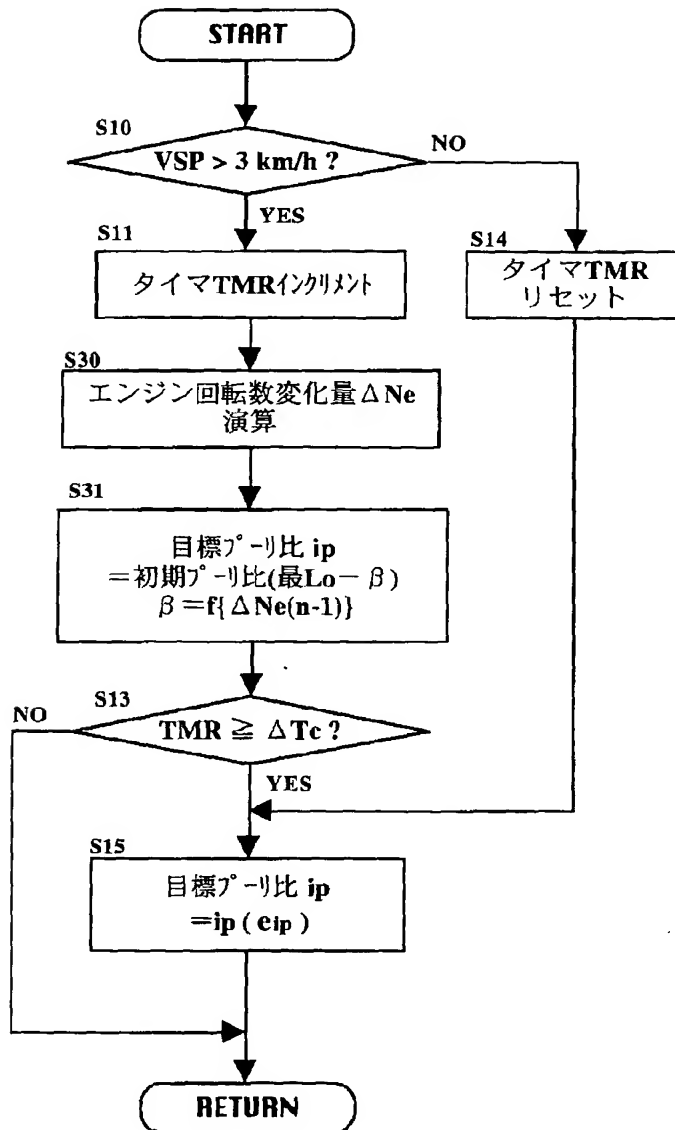 START
S10
VSP > 3 km/h ?
NO
YES
S11
タイマTMRインクリメント
S14
タイマTMR
リセット
S30
エンジン回転数変化量ΔNe
演算
S31
目標プーリ比 ip
=初期プーリ比(最Lo-β)
β=f{ΔNe(n-1)}
S13
NO
TMR ≧ ΔTc ?
YES
S15
目標プーリ比 ip
=ip ( eip )
RETURN